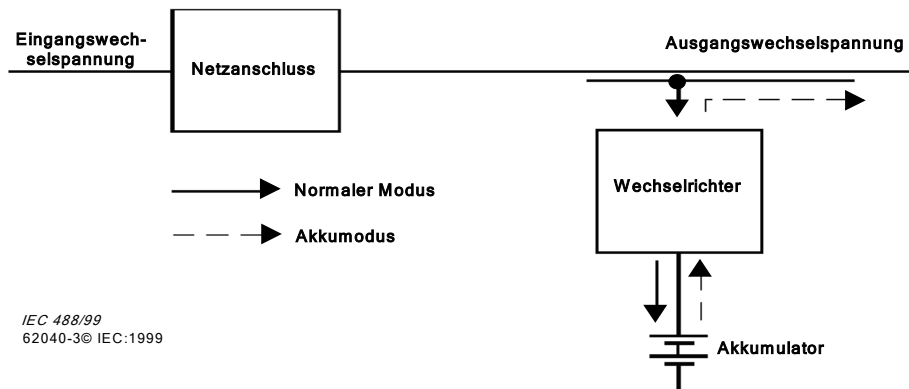 Eingangswech-
selspannung
Netzanschluss
Ausgangswechselspannung
Wechselrichter
Normaler Modus
Akkumodus
IEC 488/99
62040-3© IEC:1999
Akkumulator